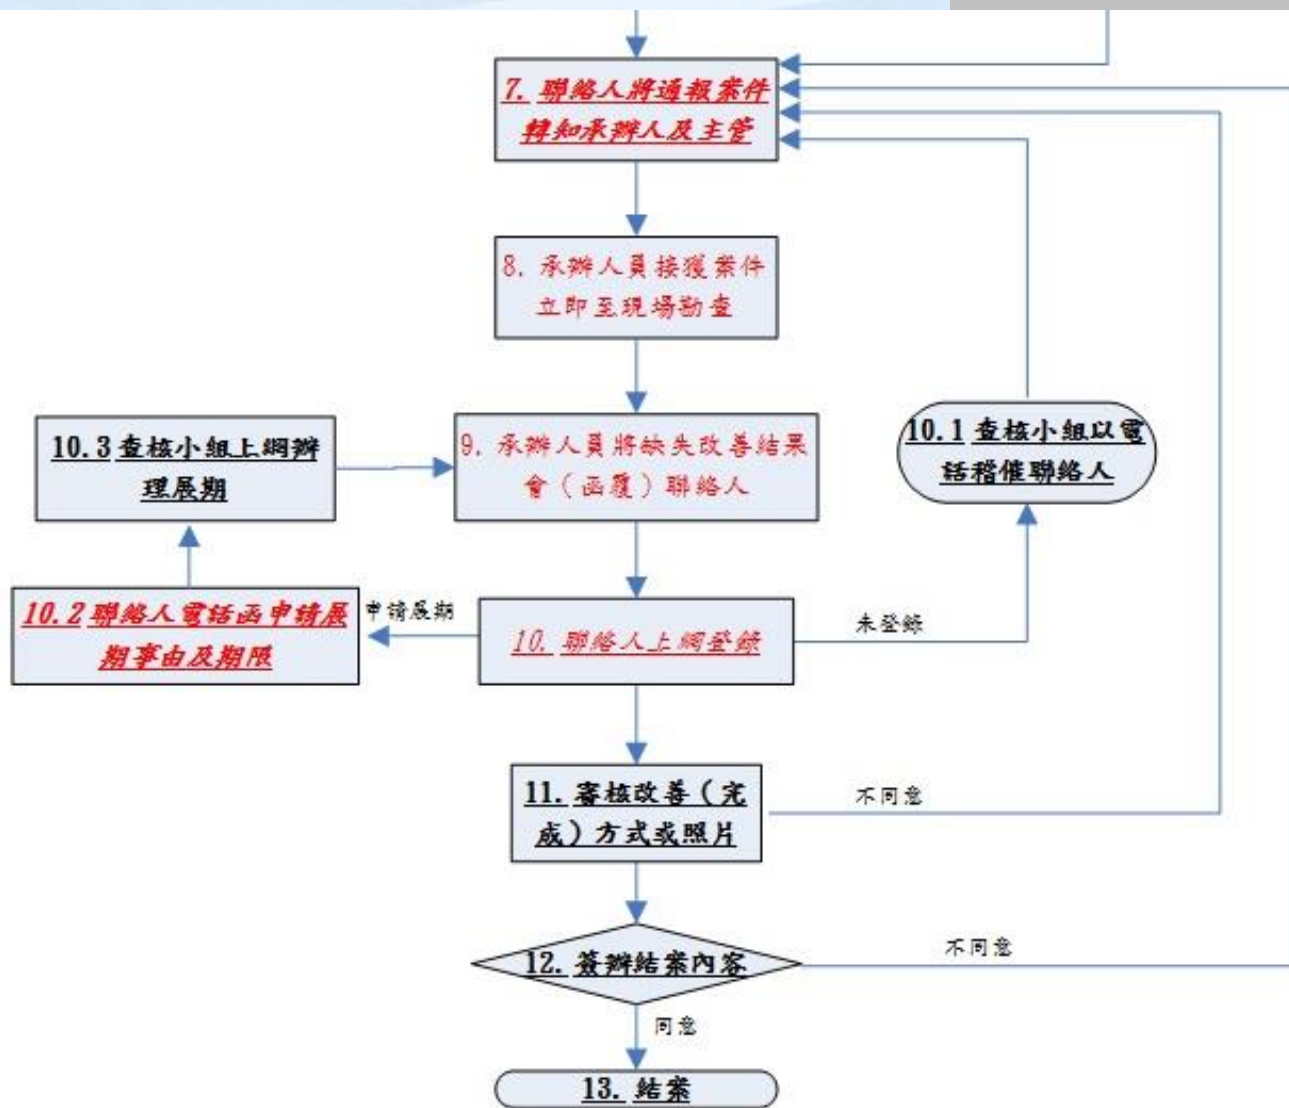 7. 聯絡人將通報案件
轉知承辦人及主管
8. 承辦人員接獲案件
立即至現場勘查
9. 承辦人員將缺失改善結果
會（函覆）聯絡人
10.3 查核小組上網辦
理展期
10.1 查核小組以電
話稽催聯絡人
10.2 聯絡人電話函申請展
期事由及期限
申請展期
10. 聯絡人上網登錄
未登錄
11. 審核改善（完
成）方式或照片
不同意
12. 簽辦結案內容
不同意
同意
13. 結案